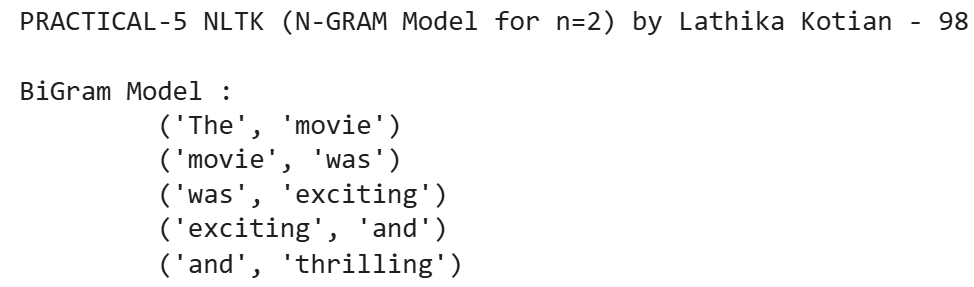 PRACTICAL-5 NLTK (N-GRAM Model for n=2) by Lathika Kotian - 98
BiGram Model :
('The', 'movie')
('movie', 'was')
('was', 'exciting')
('exciting', 'and')
('and', 'thrilling')